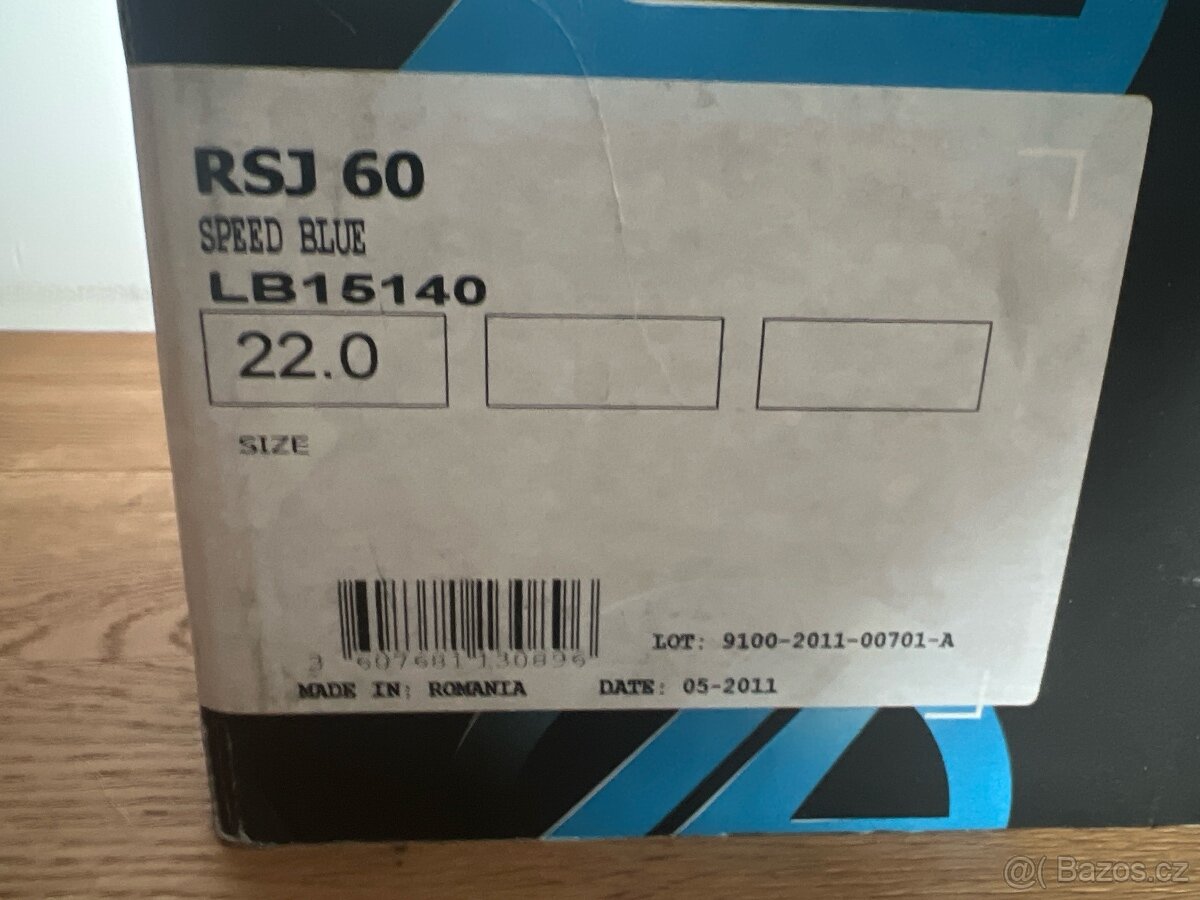 RSJ 60
SPEED BLUE
LB15140
22.0
SIZE
3 607681 130896
LOT: 9100-2011-00701-A
MADE IN: ROMANIA
DATE: 05-2011
@( Bazos.cz